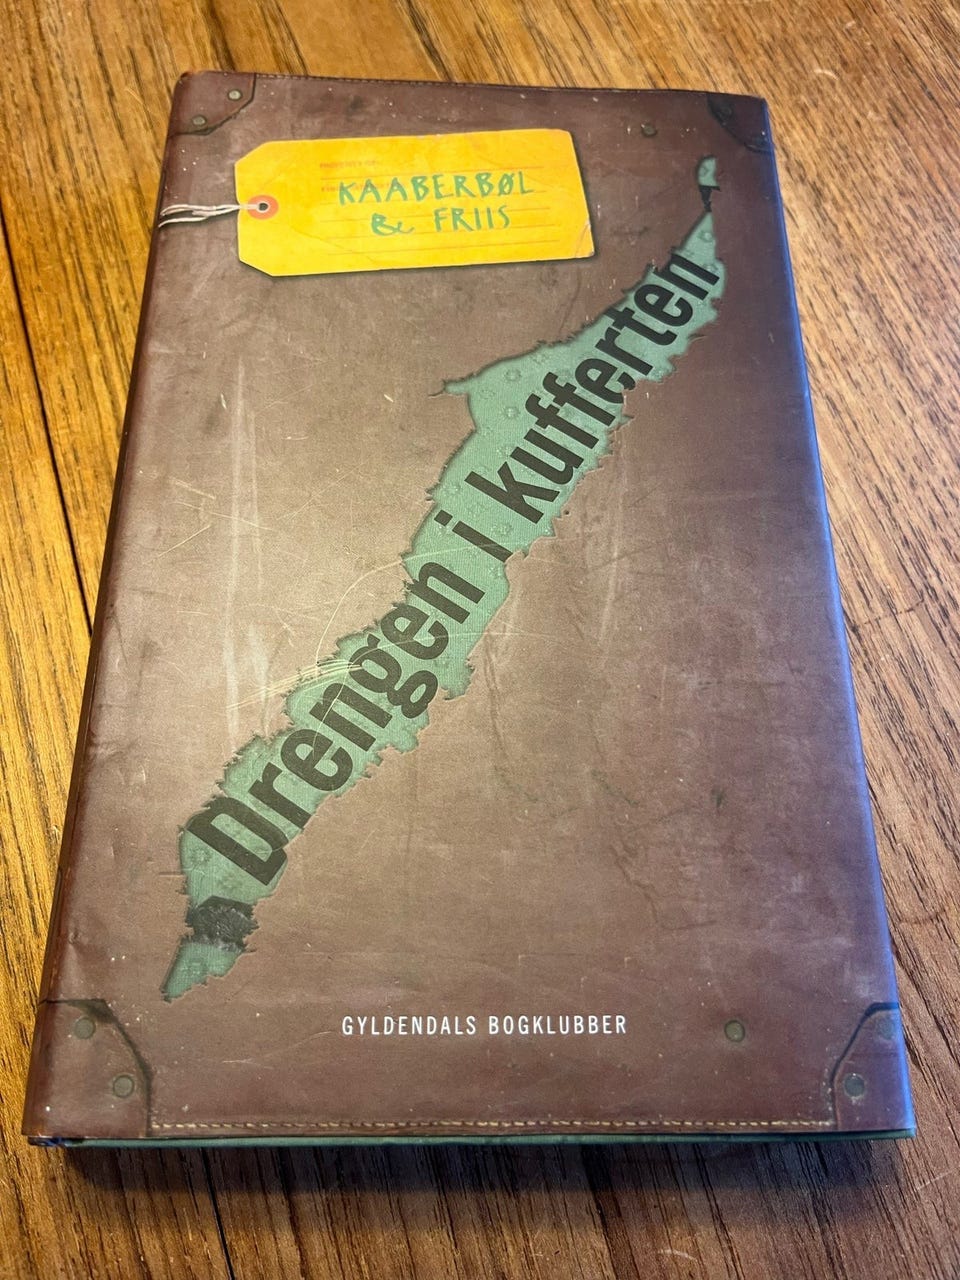 KAABERBØL
& FRIIS
Drengen i kufferten
GYLDENDALS BOGKLUBBER